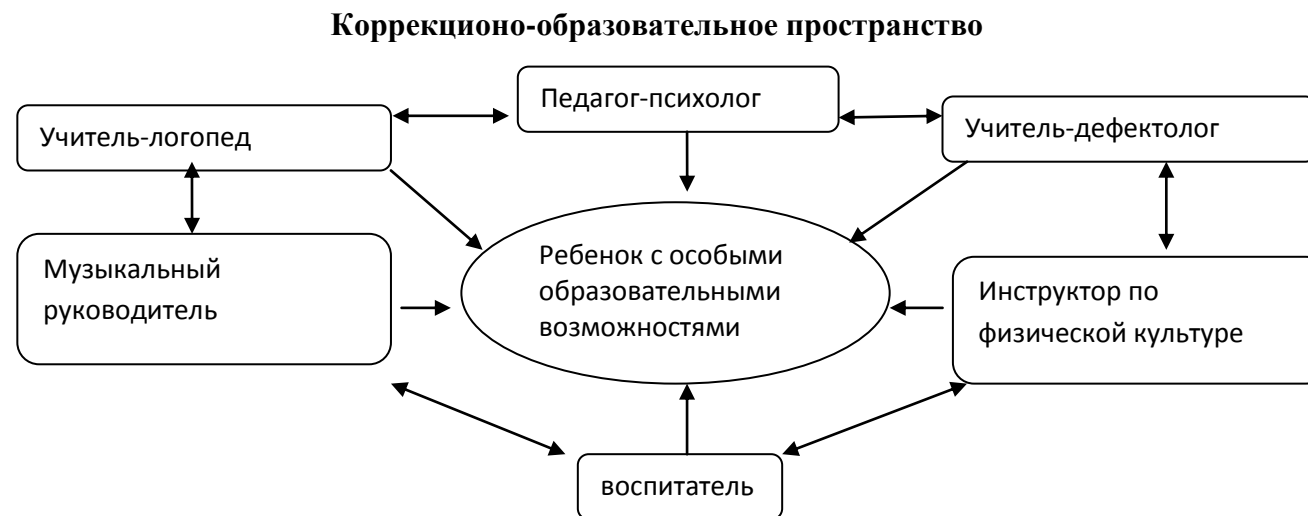 Коррекционо-образовательное пространство
Педагог-психолог
Учитель-логопед
Учитель-дефектолог
Музыкальный
руководитель
Ребенок с особыми
образовательными
возможностями
Инструктор по
физической культуре
воспитатель